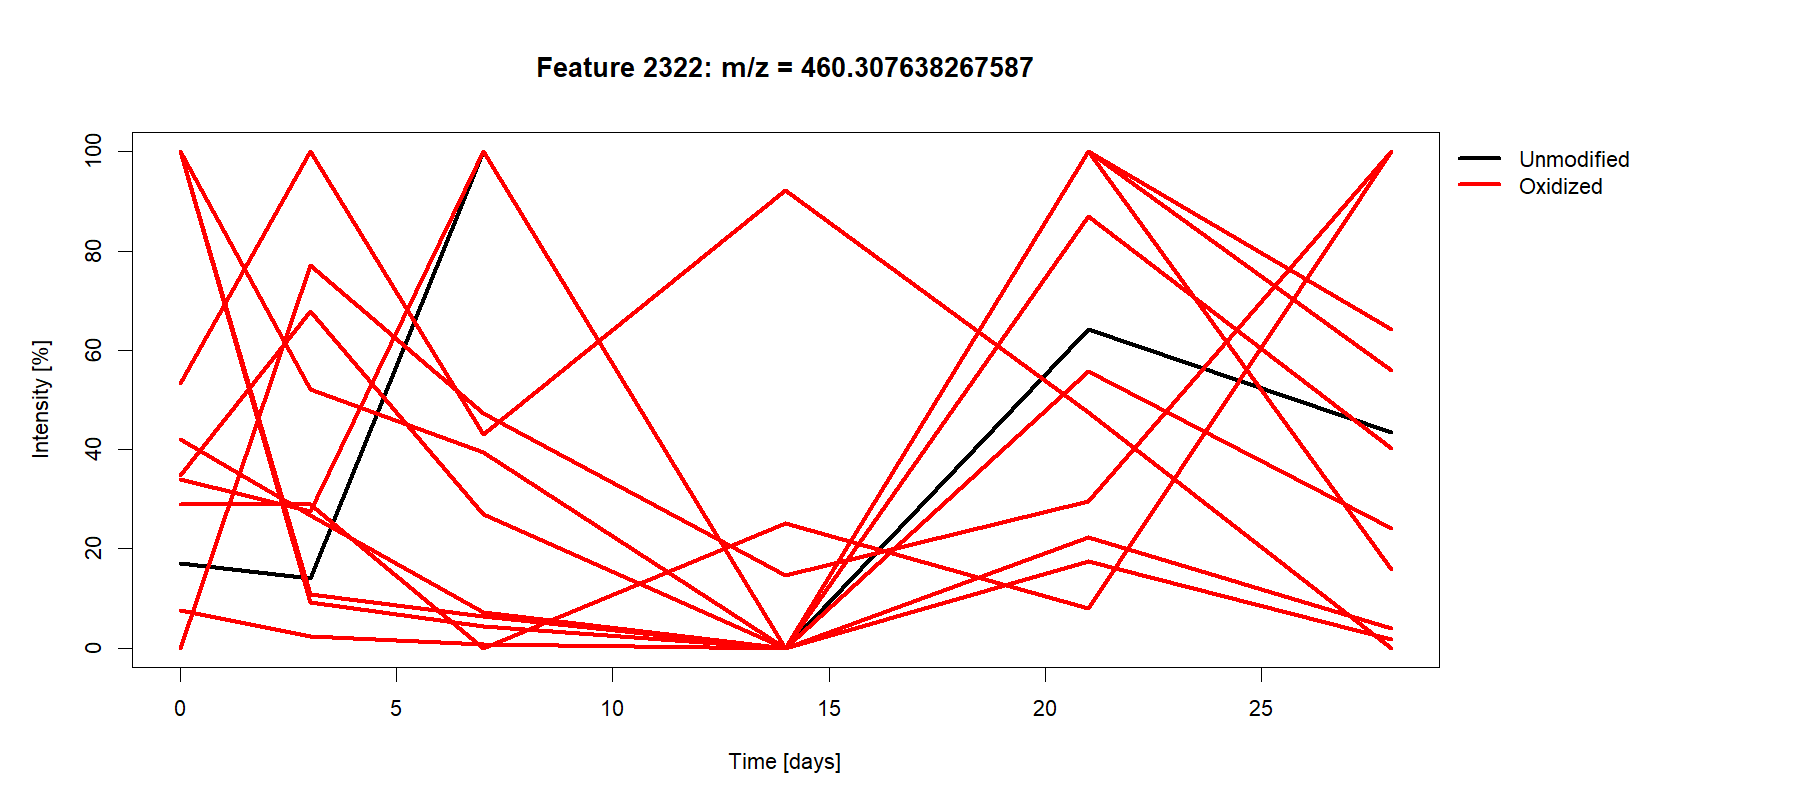 Feature 2322: m/z = 460.307638267587
Unmodified
Oxidized
Intensity [%]
100
80
60
40
20
0
0 5 10 15 20 25
Time [days]